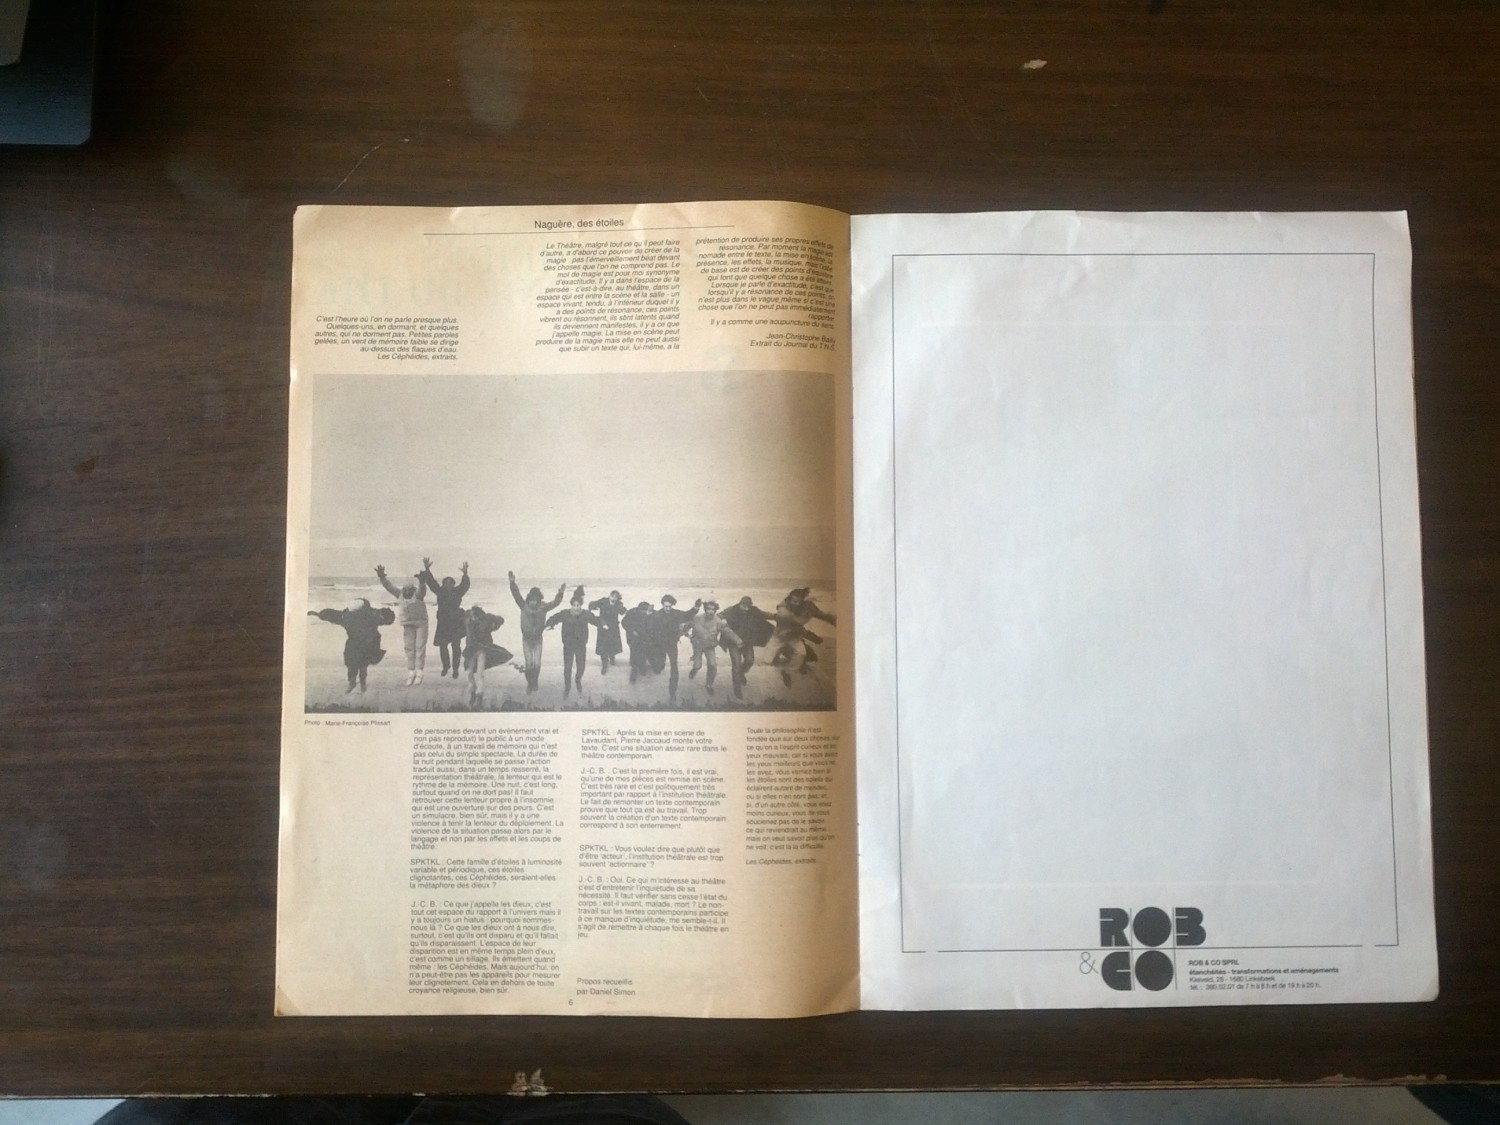 Naguère, des étoiles
C'est l'heure où l'on ne parle presque plus.
Quelques-uns, en dormant, et quelques
autres, qui ne dorment pas. Petites paroles
gelées, un vent de mémoire faible se dirige
au-dessus des flaques d'eau.
Les Céphéides, extraits.
Le Théâtre, malgré tout ce qu'il peut faire
d'autre, a d'abord ce pouvoir de créer de la
magie : pas l'émerveillement béat devant
des choses que l'on ne comprend pas. Le
mot de magie est pour moi synonyme
d'exactitude. Il y a dans l'espace de la
pensée - c'est-à-dire, au théâtre, dans un
espace qui est entre la scène et la salle - un
espace vivant, tendu, à l'intérieur duquel il y
a des points de résonance; ces points
vibrent ou résonnent, ils sont latents quand
ils deviennent manifestes, il y a ce que
j'appelle magie. La mise en scène peut
produire de la magie mais elle ne peut aussi
que subir un texte qui, lui-même, a la
prétention de produire ses propres effets de
résonance. Par moment la magie est
nomade entre le texte, la mise en scène, la
présence, les effets, la musique, mais l'idée
de base est de créer des points d'équilibre
qui font que quelque chose a été atteint.
Lorsque je parle d'exactitude, c'est que
lorsqu'il y a résonance de ces points, on
n'est plus dans le vague même si c'est une
chose que l'on ne peut pas immédiatement
rapporter.
Il y a comme une acupuncture du sens.
Jean-Christophe Bailly
Extrait du Journal du T.N.S.
Photo : Marie-Françoise Plissart
de personnes devant un événement vrai et
non pas reproduit) le public à un mode
d'écoute, à un travail de mémoire qui n'est
pas celui du simple spectacle. La durée de
la nuit pendant laquelle se passe l'action
traduit aussi, dans un temps resserré, la
représentation théâtrale, la lenteur qui est le
rythme de la mémoire. Une nuit, c'est long,
surtout quand on ne dort pas! Il faut
retrouver cette lenteur propre à l'insomnie
qui est une ouverture sur des peurs. C'est
un simulacre, bien sûr, mais il y a une
violence à tenir la lenteur du déploiement. La
violence de la situation passe alors par le
langage et non par les effets et les coups de
théâtre.
SPKTKL : Cette famille d'étoiles à luminosité
variable et périodique, ces étoiles
clignotantes, ces Céphéides, seraient-elles
la métaphore des dieux ?
J.-C. B. : Ce que j'appelle les dieux, c'est
tout cet espace du rapport à l'univers mais il
y a toujours un hiatus : pourquoi sommes-
nous là ? Ce que les dieux ont à nous dire,
surtout, c'est qu'ils ont disparu et qu'il fallait
qu'ils disparaissent. L'espace de leur
disparition est en même temps plein d'eux,
c'est comme un sillage. Ils émettent quand
même : les Céphéides. Mais aujourd'hui, on
n'a peut-être pas les appareils pour mesurer
leur clignotement. Cela en dehors de toute
croyance religieuse, bien sûr.
SPKTKL : Après la mise en scène de
Lavaudant, Pierre Jaccaud monte votre
texte. C'est une situation assez rare dans le
théâtre contemporain.
J.-C. B. : C'est la première fois, il est vrai,
qu'une de mes pièces est remise en scène.
C'est très rare et c'est politiquement très
important par rapport à l'institution théâtrale.
Le fait de remonter un texte contemporain
prouve que tout ça est au travail. Trop
souvent la création d'un texte contemporain
correspond à son enterrement.
SPKTKL : Vous voulez dire que plutôt que
d'être 'acteur', l'institution théâtrale est trop
souvent 'actionnaire' ?
J.-C. B. : Oui. Ce qui m'intéresse au théâtre
c'est d'entretenir l'inquiétude de sa
nécessité. Il faut vérifier sans cesse l'état du
corps : est-il vivant, malade, mort ? Le non-
travail sur les textes contemporains participe
à ce manque d'inquiétude, me semble-t-il. Il
s'agit de remettre à chaque fois le théâtre en
jeu.
Propos recueillis
par Daniel Simon
Toute la philosophie n'est
fondée que sur deux choses, sur
ce qu'on a l'esprit curieux et les
yeux mauvais; car si vous aviez
les yeux meilleurs que vous ne
les avez, vous verriez bien si
les étoiles sont des soleils qui
éclairent autant de mondes,
ou si elles n'en sont pas; et
si, d'un autre côté, vous étiez
moins curieux, vous ne vous
soucieriez pas de le savoir,
ce qui reviendrait au même;
mais on veut savoir plus qu'on
ne voit, c'est là la difficulté.
Les Céphéides, extraits.
6
ROB
& CO
ROB & CO SPRL
étanchéités - transformations et aménagements
Kleiveld, 26 - 1680 Linkebeek
tél.: 380.52.01 de 7 h à 8 h et de 19 h à 20 h.